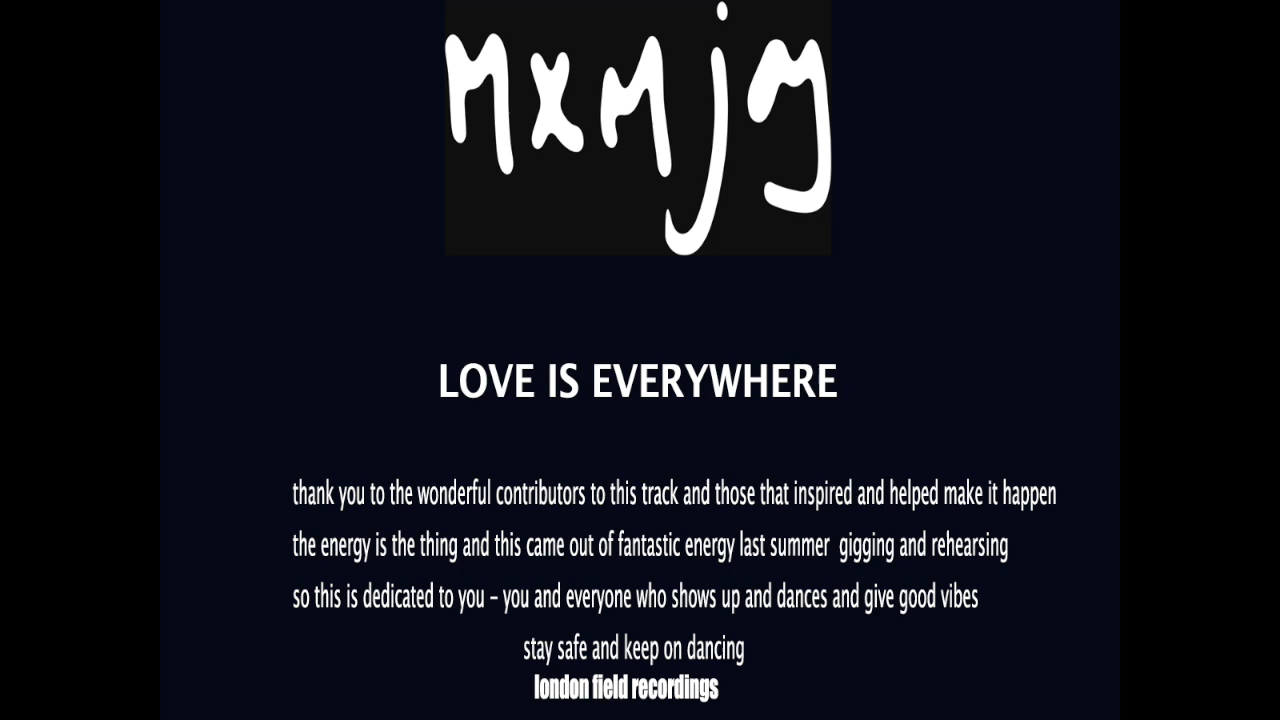 mxmjy
LOVE IS EVERYWHERE
thank you to the wonderful contributors to this track and those that inspired and helped make it happen
the energy is the thing and this came out of fantastic energy last summer  gigging and rehearsing
so this is dedicated to you – you and everyone who shows up and dances and give good vibes
stay safe and keep on dancing
london field recordings